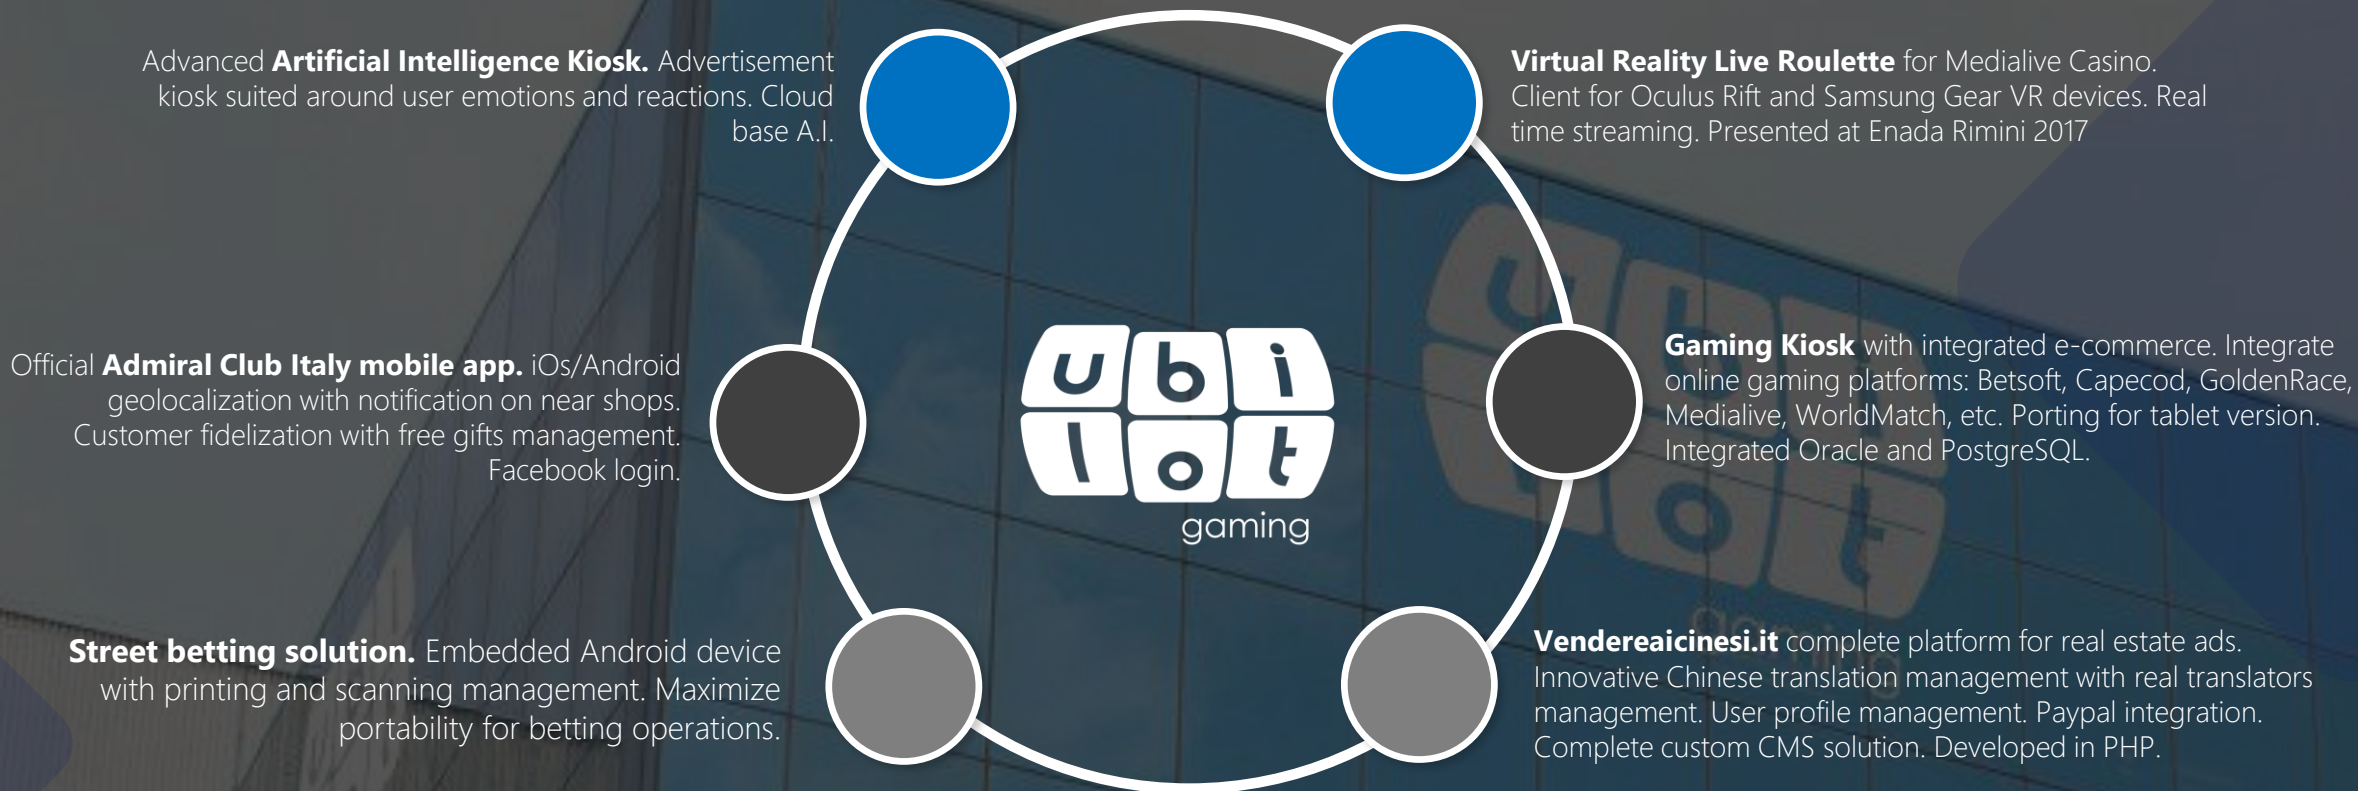 Advanced Artificial Intelligence Kiosk. Advertisement
kiosk suited around user emotions and reactions. Cloud
base A.I.
Virtual Reality Live Roulette for Medialive Casino.
Client for Oculus Rift and Samsung Gear VR devices. Real
time streaming. Presented at Enada Rimini 2017
Official Admiral Club Italy mobile app. iOs/Android
geolocalization with notification on near shops.
Customer fidelization with free gifts management.
Facebook login.
ubi
lot
gaming
Gaming Kiosk with integrated e-commerce. Integrate
online gaming platforms: Betsoft, Capecod, GoldenRace,
Medialive, WorldMatch, etc. Porting for tablet version.
Integrated Oracle and PostgreSQL.
Street betting solution. Embedded Android device
with printing and scanning management. Maximize
portability for betting operations.
Vendereaicinesi.it complete platform for real estate ads.
Innovative Chinese translation management with real translators
management. User profile management. Paypal integration.
Complete custom CMS solution. Developed in PHP.
ubi
lot
gaming